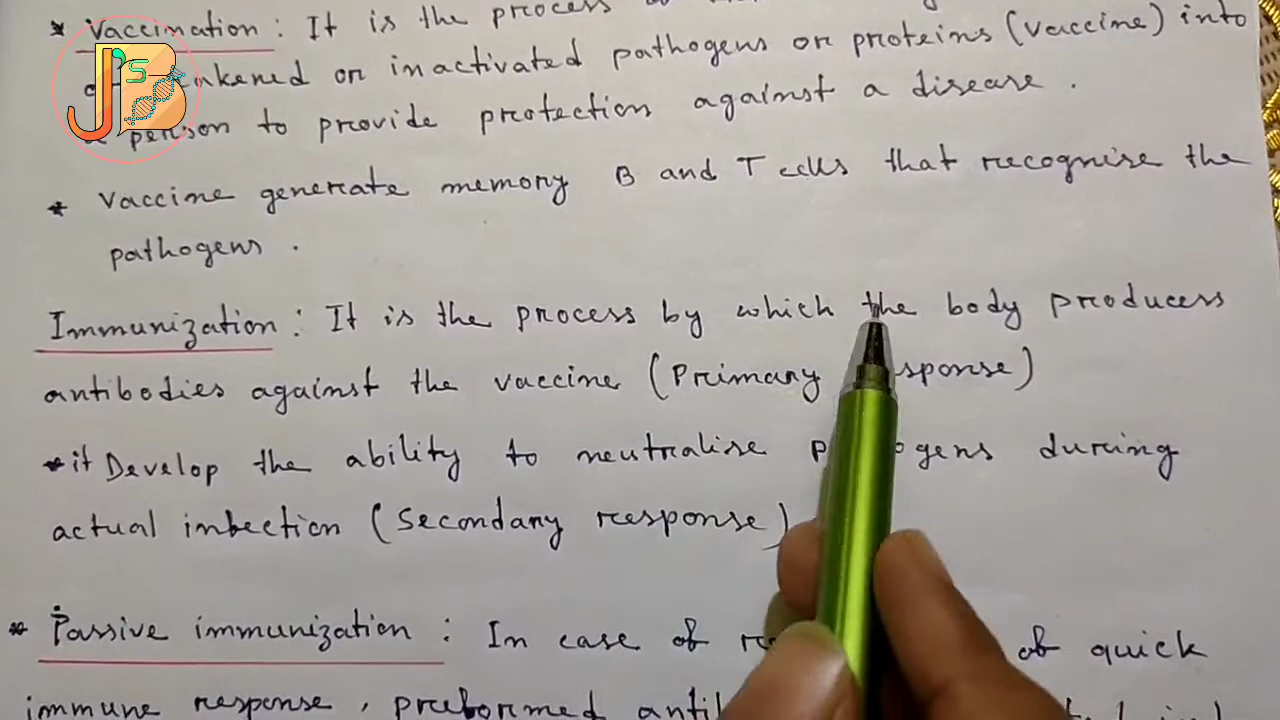 * Vaccination : It is the process
inactivated pathogens or proteins (vaccine) into
person to provide protection against a disease .
* Vaccine generate memory B and T cells that recognise the
pathogens .
Immunization : It is the process by which the body producers
antibodies against the vaccine (Primary
* it Develop the ability to neutralise during
actual infection (Secondary response)
* Passive immunization : In case of of quick
immune response , preformed
J'S B